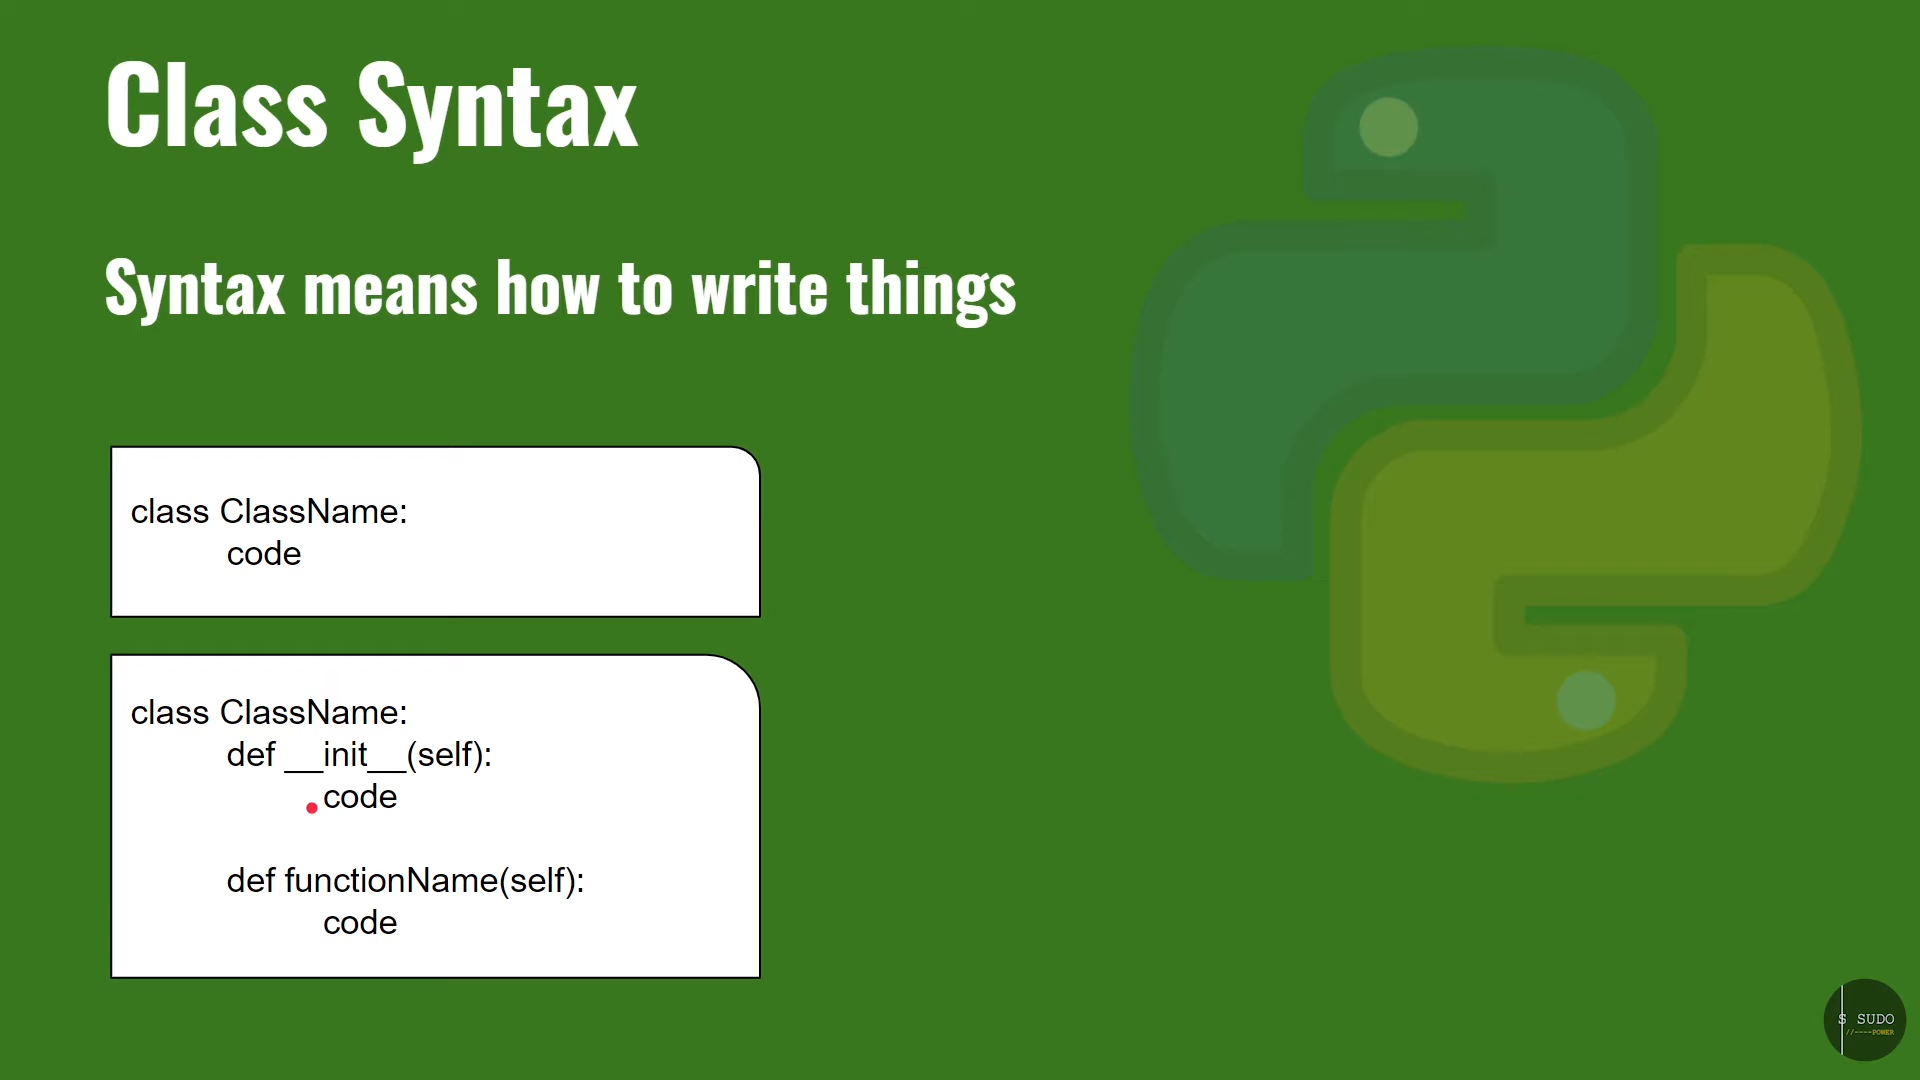 Class Syntax
Syntax means how to write things
class ClassName:
code
class ClassName:
def __init__(self):
code
def functionName(self):
code
S SUDO
//----POWER